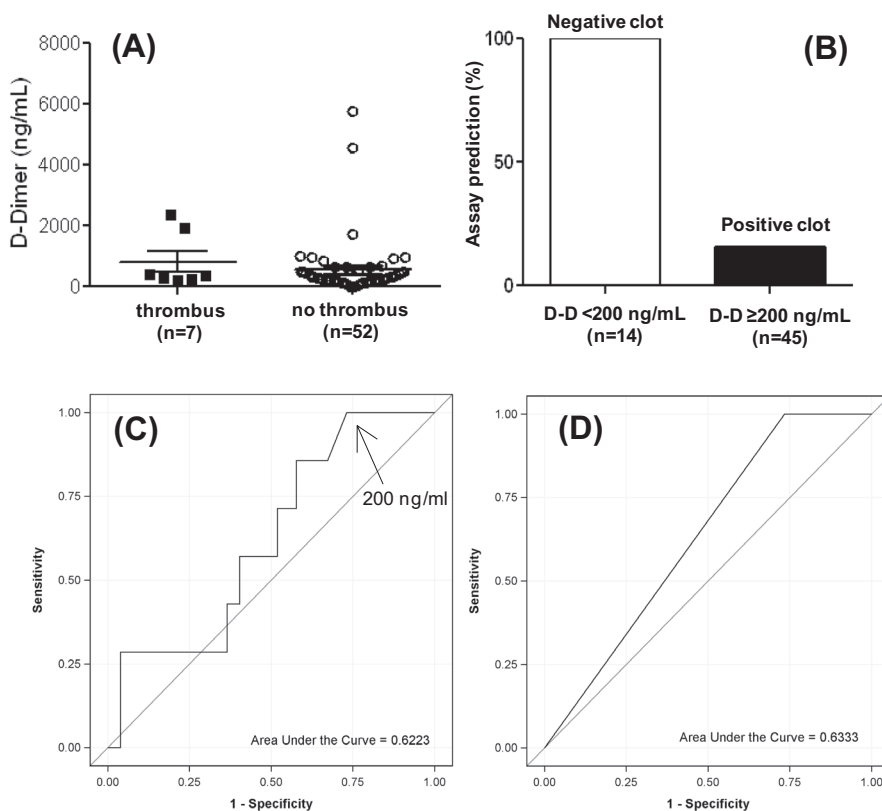 (A)
D-Dimer (ng/mL)
8000
6000
4000
2000
0
thrombus
(n=7)
no thrombus
(n=52)
(B)
Assay prediction (%)
100
50
0
Negative clot
Positive clot
D-D <200 ng/mL
(n=14)
D-D ≥200 ng/mL
(n=45)
(C)
Sensitivity
1.00
0.75
0.50
0.25
0.00
200 ng/ml
Area Under the Curve = 0.6223
0.00 0.25 0.50 0.75 1.00
1 - Specificity
(D)
Sensitivity
1.00
0.75
0.50
0.25
0.00
Area Under the Curve = 0.6333
0.00 0.25 0.50 0.75 1.00
1 - Specificity